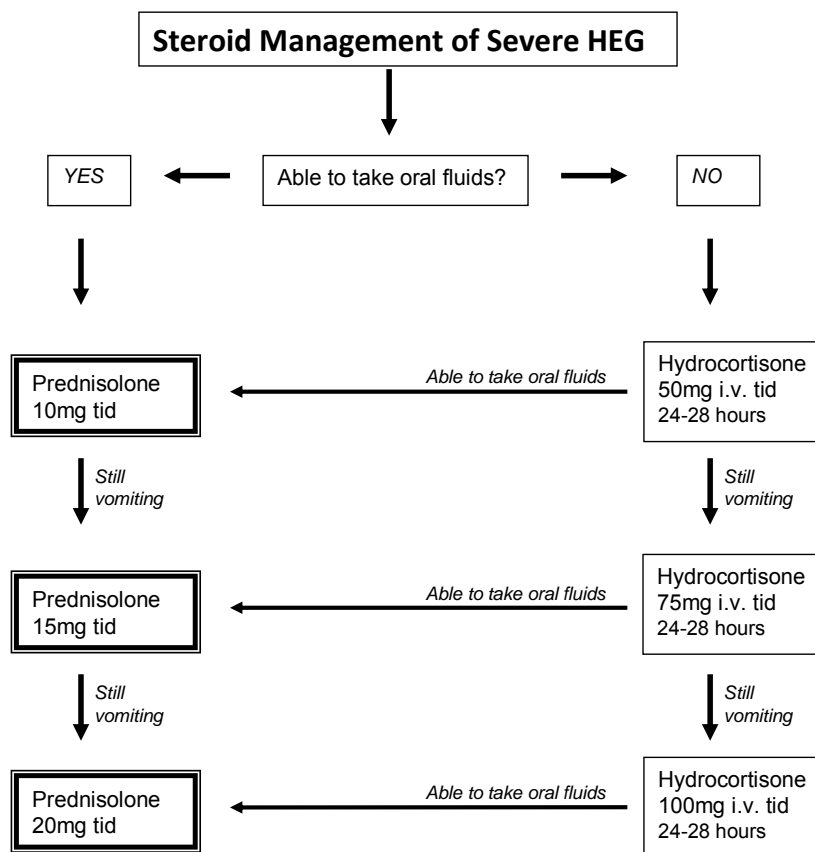 Steroid Management of Severe HEG
YES
Able to take oral fluids?
NO
Prednisolone
10mg tid
Able to take oral fluids
Hydrocortisone
50mg i.v. tid
24-28 hours
Still
vomiting
Still
vomiting
Prednisolone
15mg tid
Able to take oral fluids
Hydrocortisone
75mg i.v. tid
24-28 hours
Still
vomiting
Still
vomiting
Prednisolone
20mg tid
Able to take oral fluids
Hydrocortisone
100mg i.v. tid
24-28 hours